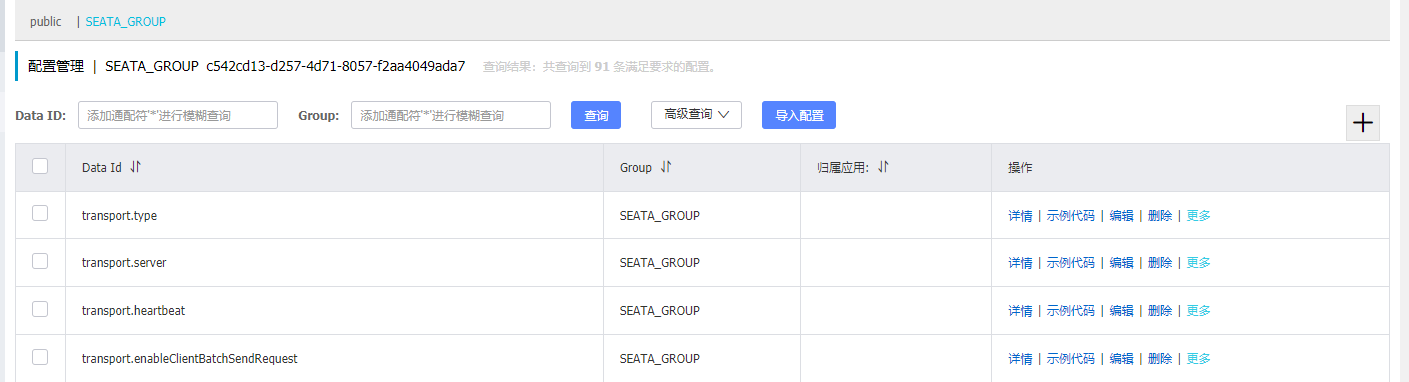 public | SEATA_GROUP
配置管理 | SEATA_GROUP c542cd13-d257-4d71-8057-f2aa4049ada7 查询结果：共查询到 91 条满足要求的配置。
Data ID: 添加通配符'*'进行模糊查询 Group: 添加通配符'*'进行模糊查询 查询 高级查询 导入配置
Data Id Group 归属应用: 操作
transport.type SEATA_GROUP 详情 | 示例代码 | 编辑 | 删除 | 更多
transport.server SEATA_GROUP 详情 | 示例代码 | 编辑 | 删除 | 更多
transport.heartbeat SEATA_GROUP 详情 | 示例代码 | 编辑 | 删除 | 更多
transport.enableClientBatchSendRequest SEATA_GROUP 详情 | 示例代码 | 编辑 | 删除 | 更多